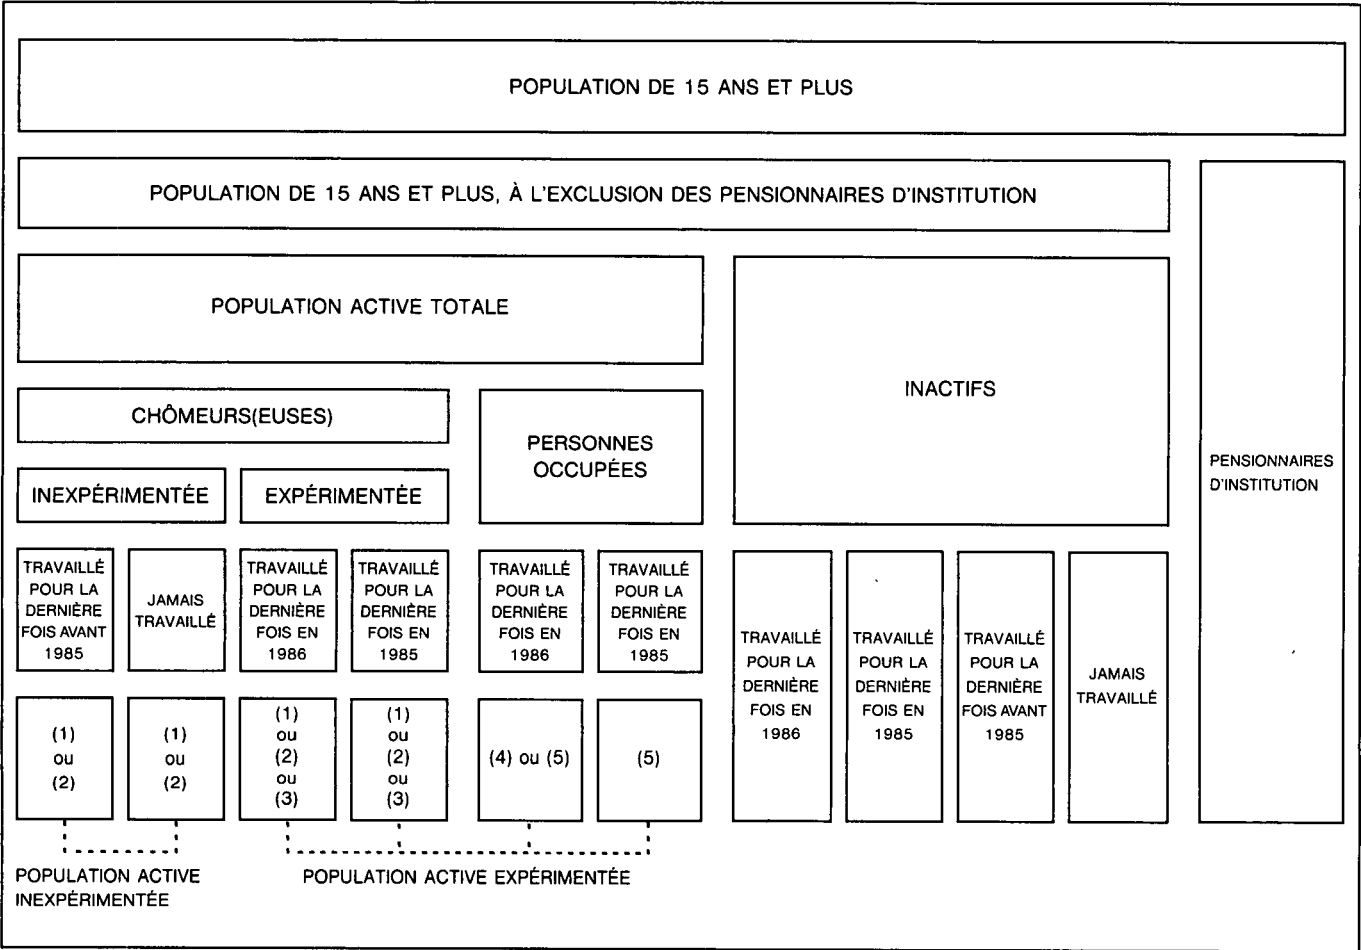 POPULATION DE 15 ANS ET PLUS
POPULATION DE 15 ANS ET PLUS, À L'EXCLUSION DES PENSIONNAIRES D'INSTITUTION
PENSIONNAIRES
D'INSTITUTION
POPULATION ACTIVE TOTALE
INACTIFS
CHÔMEURS(EUSES)
PERSONNES
OCCUPÉES
INEXPÉRIMENTÉE
EXPÉRIMENTÉE
TRAVAILLÉ
POUR LA
DERNIÈRE
FOIS AVANT
1985
JAMAIS
TRAVAILLÉ
TRAVAILLÉ
POUR LA
DERNIÈRE
FOIS EN
1986
TRAVAILLÉ
POUR LA
DERNIÈRE
FOIS EN
1985
TRAVAILLÉ
POUR LA
DERNIÈRE
FOIS EN
1986
TRAVAILLÉ
POUR LA
DERNIÈRE
FOIS EN
1985
TRAVAILLÉ
POUR LA
DERNIÈRE
FOIS EN
1986
TRAVAILLÉ
POUR LA
DERNIÈRE
FOIS EN
1985
TRAVAILLÉ
POUR LA
DERNIÈRE
FOIS AVANT
1985
JAMAIS
TRAVAILLÉ
(1)
ou
(2)
(1)
ou
(2)
(1)
ou
(2)
ou
(3)
(1)
ou
(2)
ou
(3)
(4) ou (5)
(5)
POPULATION ACTIVE
INEXPÉRIMENTÉE
POPULATION ACTIVE EXPÉRIMENTÉE